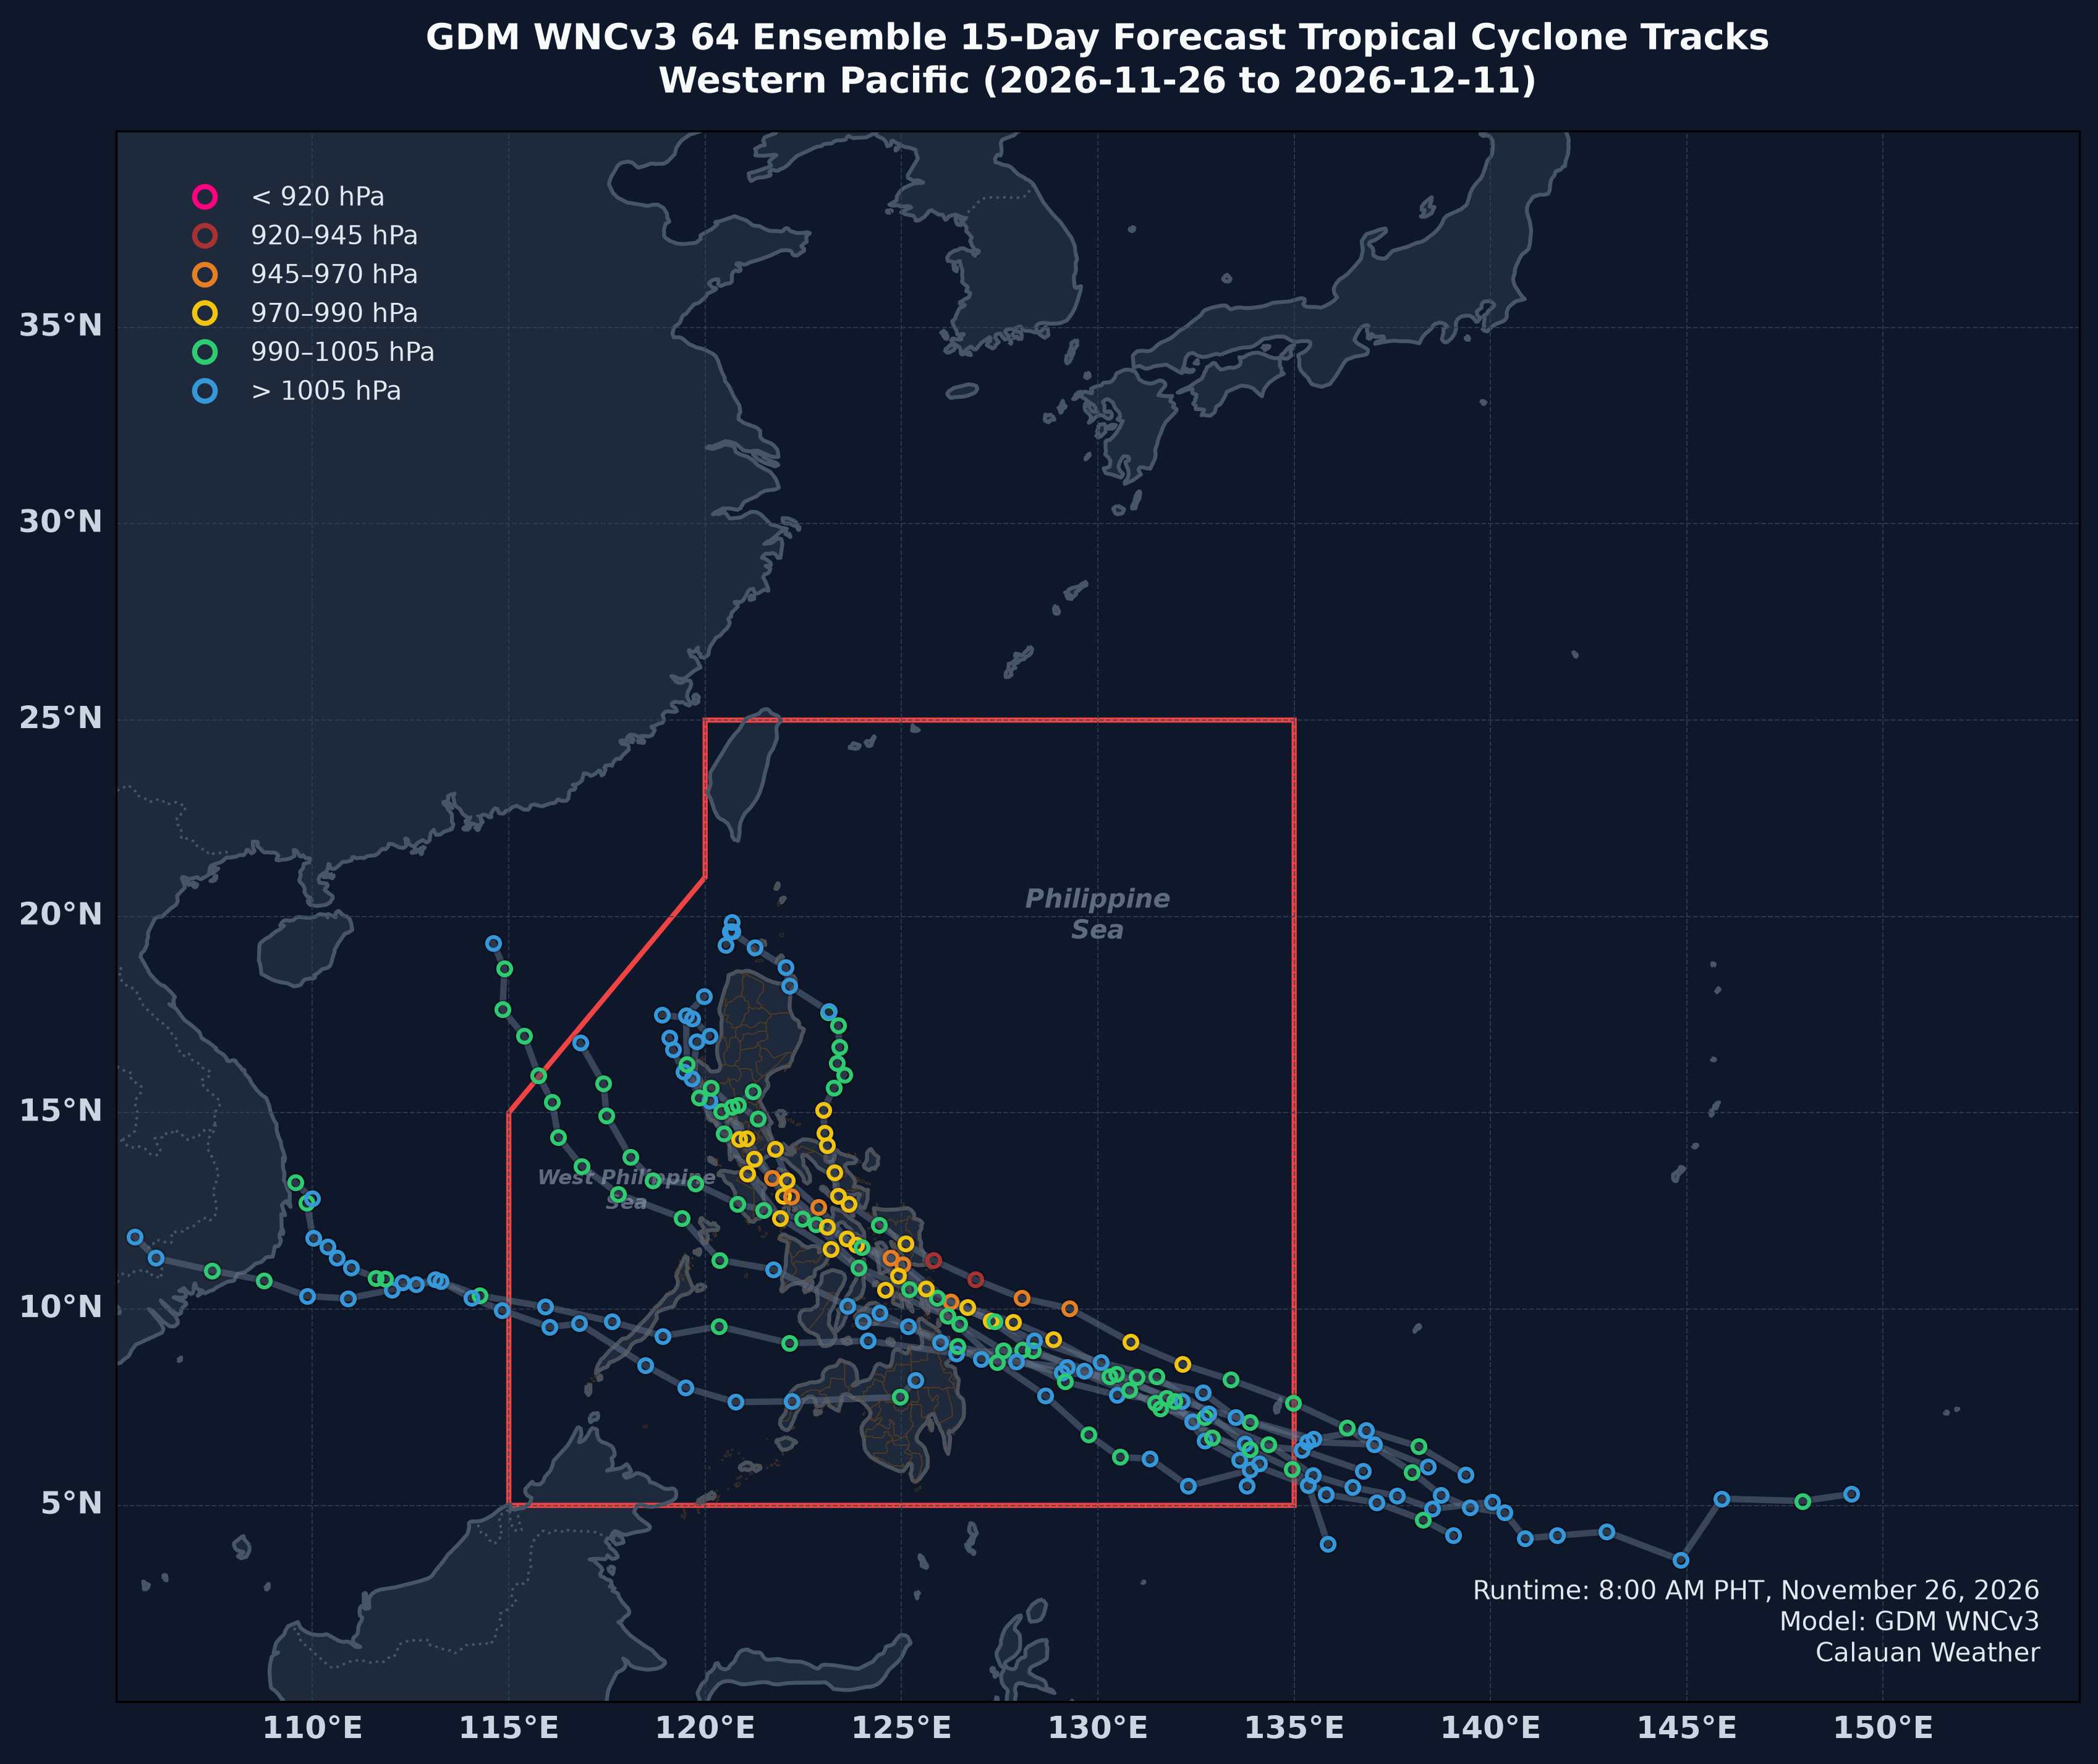 GDM WNCv3 64 Ensemble 15-Day Forecast Tropical Cyclone Tracks
Western Pacific (2026-11-26 to 2026-12-11)
< 920 hPa
920–945 hPa
945–970 hPa
970–990 hPa
990–1005 hPa
> 1005 hPa
35°N
30°N
25°N
20°N
15°N
10°N
5°N
Philippine
Sea
West Philippine
Sea
Runtime: 8:00 AM PHT, November 26, 2026
Model: GDM WNCv3
Calauan Weather
110°E
115°E
120°E
125°E
130°E
135°E
140°E
145°E
150°E